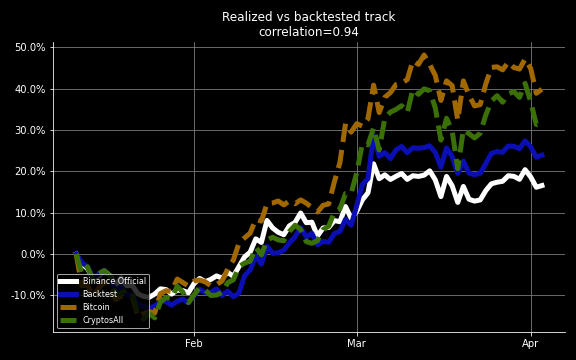 Realized vs backtested track
correlation=0.94
50.0%
40.0%
30.0%
20.0%
10.0%
0.0%
-10.0%
Binance Official
Backtest
Bitcoin
CryptosAll
Feb
Mar
Apr